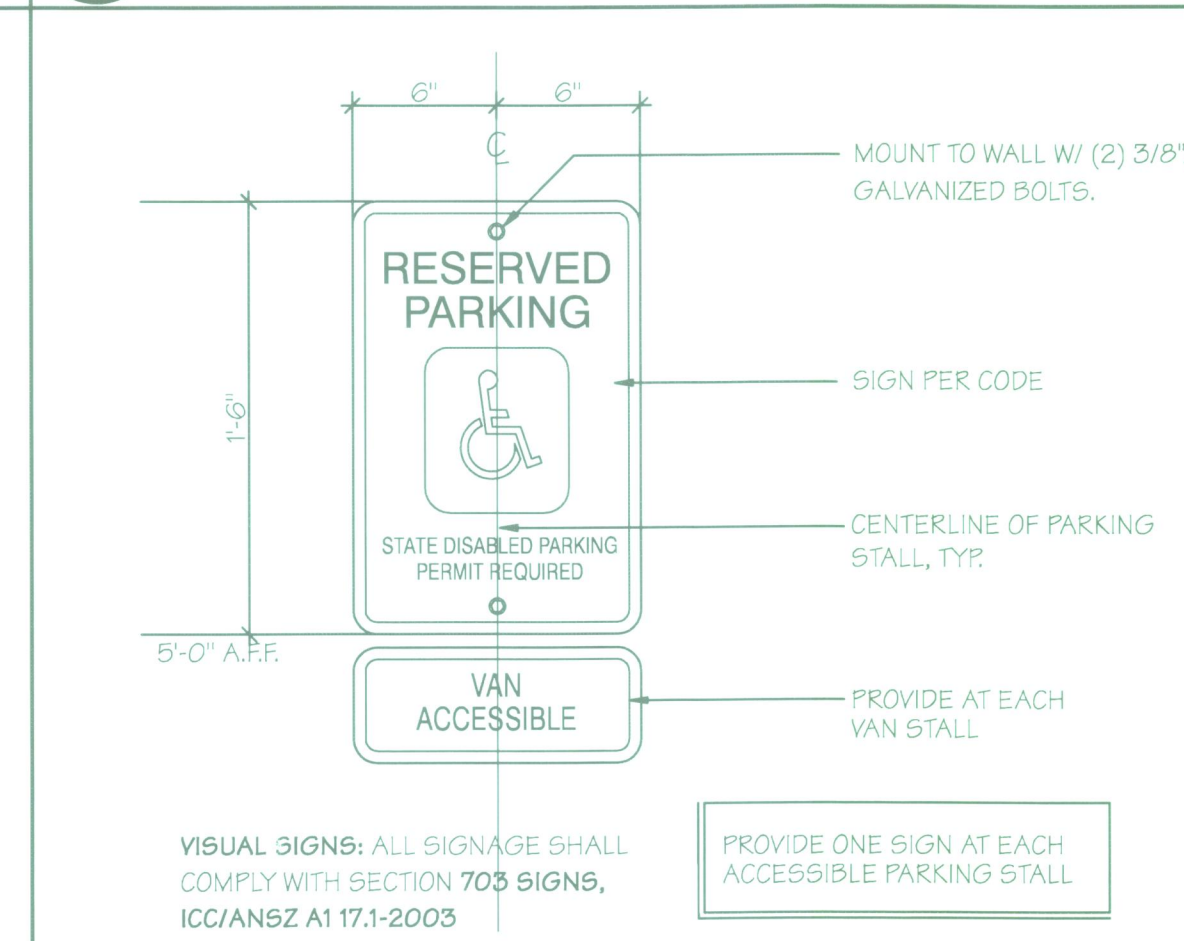 6" 6"
℄
MOUNT TO WALL W/ (2) 3/8"
GALVANIZED BOLTS.
RESERVED
PARKING
SIGN PER CODE
1'-6"
CENTERLINE OF PARKING
STALL, TYP.
STATE DISABLED PARKING
PERMIT REQUIRED
5'-0" A.F.F.
VAN
ACCESSIBLE
PROVIDE AT EACH
VAN STALL
VISUAL SIGNS: ALL SIGNAGE SHALL
COMPLY WITH SECTION 703 SIGNS,
ICC/ANSZ A1 17.1-2003
PROVIDE ONE SIGN AT EACH
ACCESSIBLE PARKING STALL